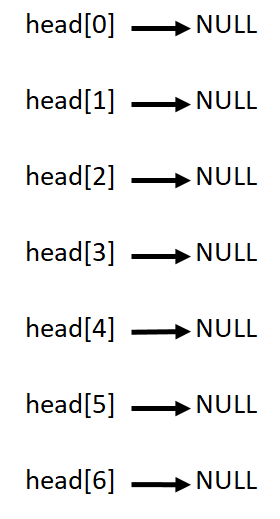 head[0] NULL
head[1] NULL
head[2] NULL
head[3] NULL
head[4] NULL
head[5] NULL
head[6] NULL